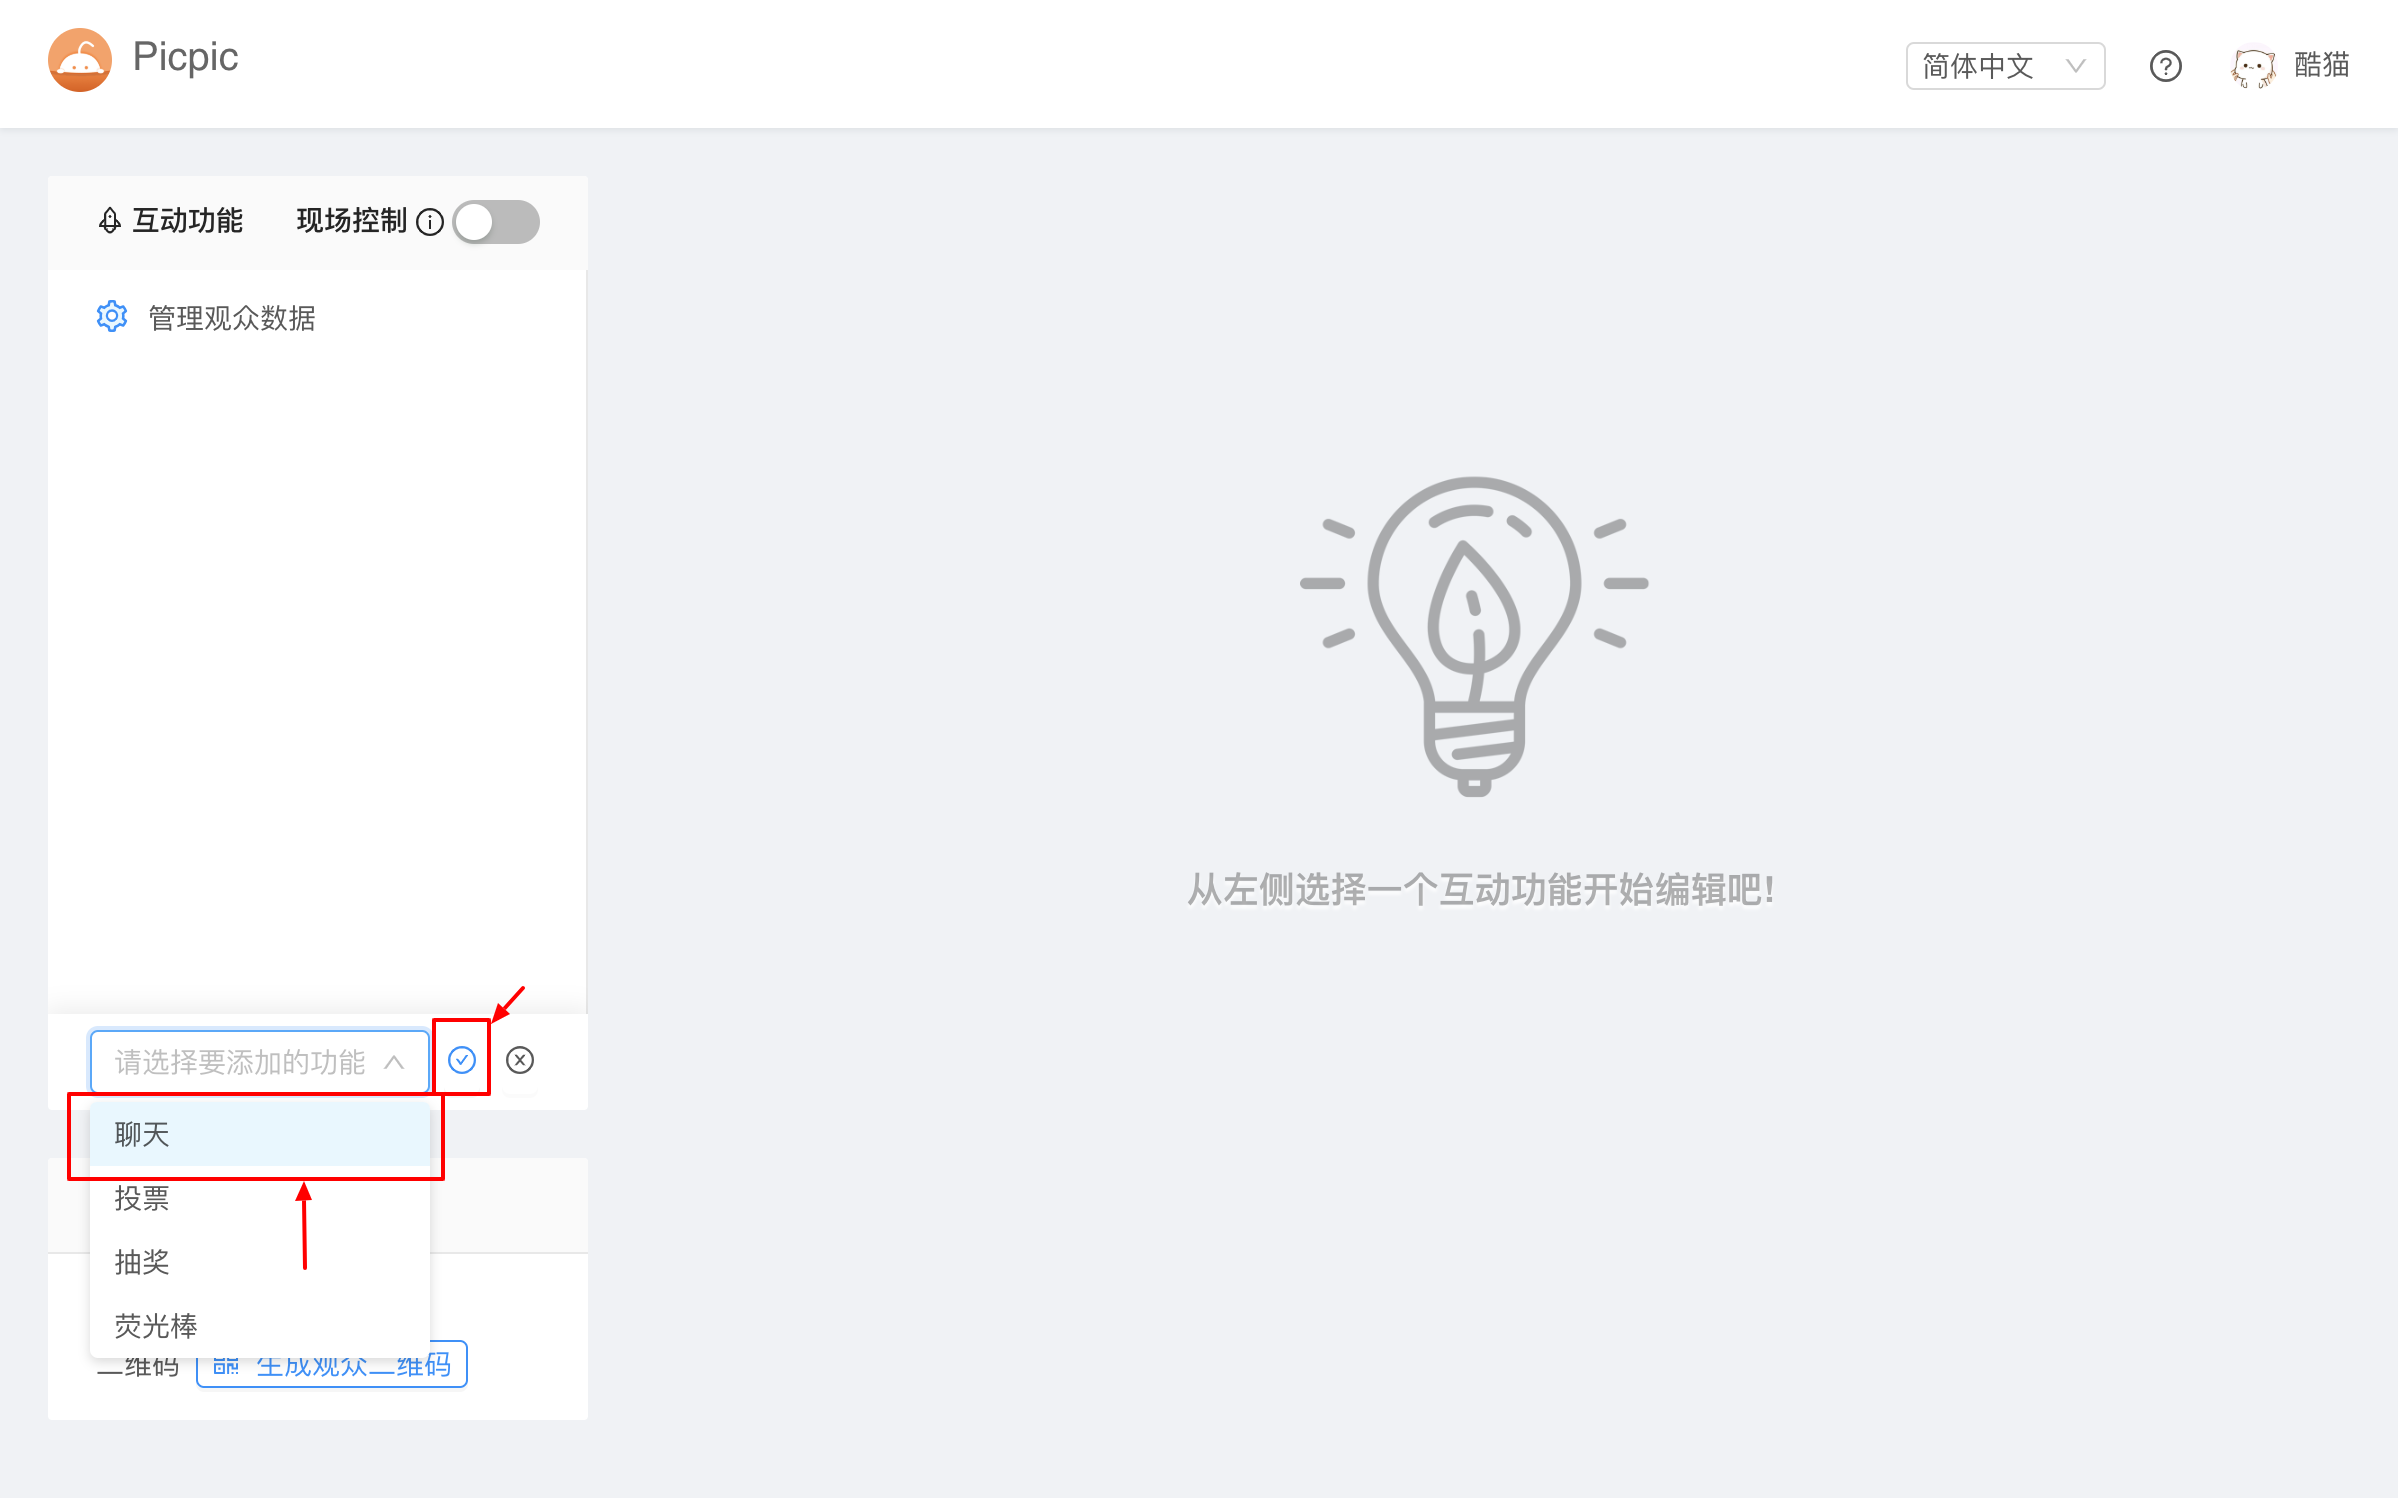 Picpic
简体中文
酷猫
互动功能 现场控制
管理观众数据
从左侧选择一个互动功能开始编辑吧!
请选择要添加的功能
聊天
投票
抽奖
荧光棒
二维码 生成观众二维码